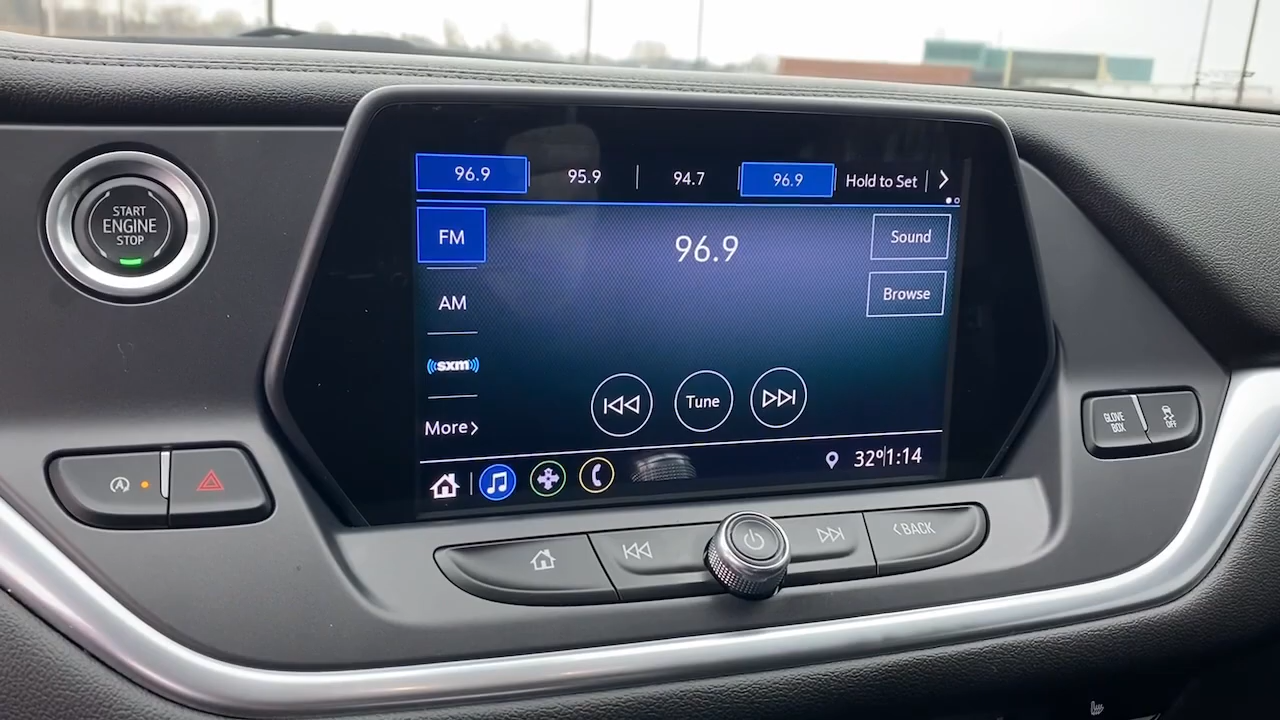 START
ENGINE
STOP
96.9 95.9 94.7 96.9 Hold to Set
FM
96.9
Sound
AM
Browse
sxm
Tune
More
32° 1:14
GLOVE
BOX
OFF
BACK